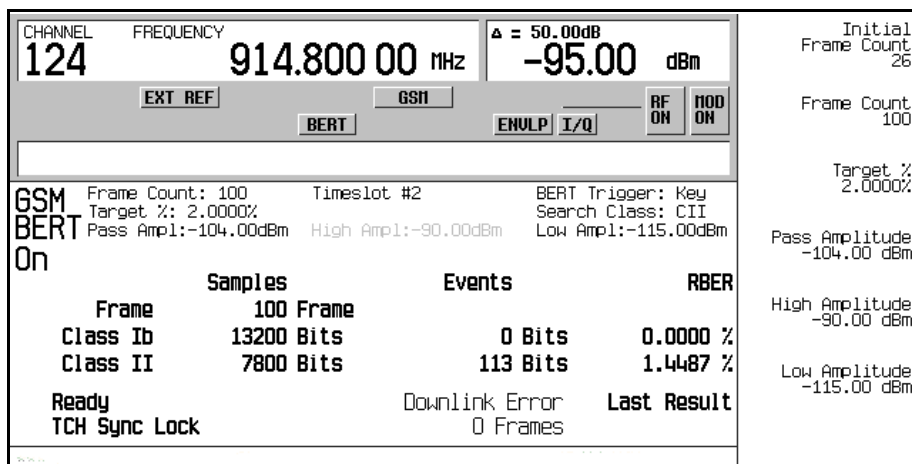 CHANNEL FREQUENCY Δ = 50.00dB
124 914.800 00 MHz -95.00 dBm
EXT REF GSM RF ON MOD ON
BERT ENVLP I/Q
GSM BERT On
Frame Count: 100 Timeslot #2 BERT Trigger: Key
Target %: 2.0000% Search Class: CII
Pass Ampl:-104.00dBm High Ampl:-90.00dBm Low Ampl:-115.00dBm
Samples Events RBER
Frame 100 Frame
Class Ib 13200 Bits 0 Bits 0.0000 %
Class II 7800 Bits 113 Bits 1.4487 %
Ready Downlink Error Last Result
TCH Sync Lock 0 Frames
Initial
Frame Count
26
Frame Count
100
Target %
2.0000%
Pass Amplitude
-104.00 dBm
High Amplitude
-90.00 dBm
Low Amplitude
-115.00 dBm